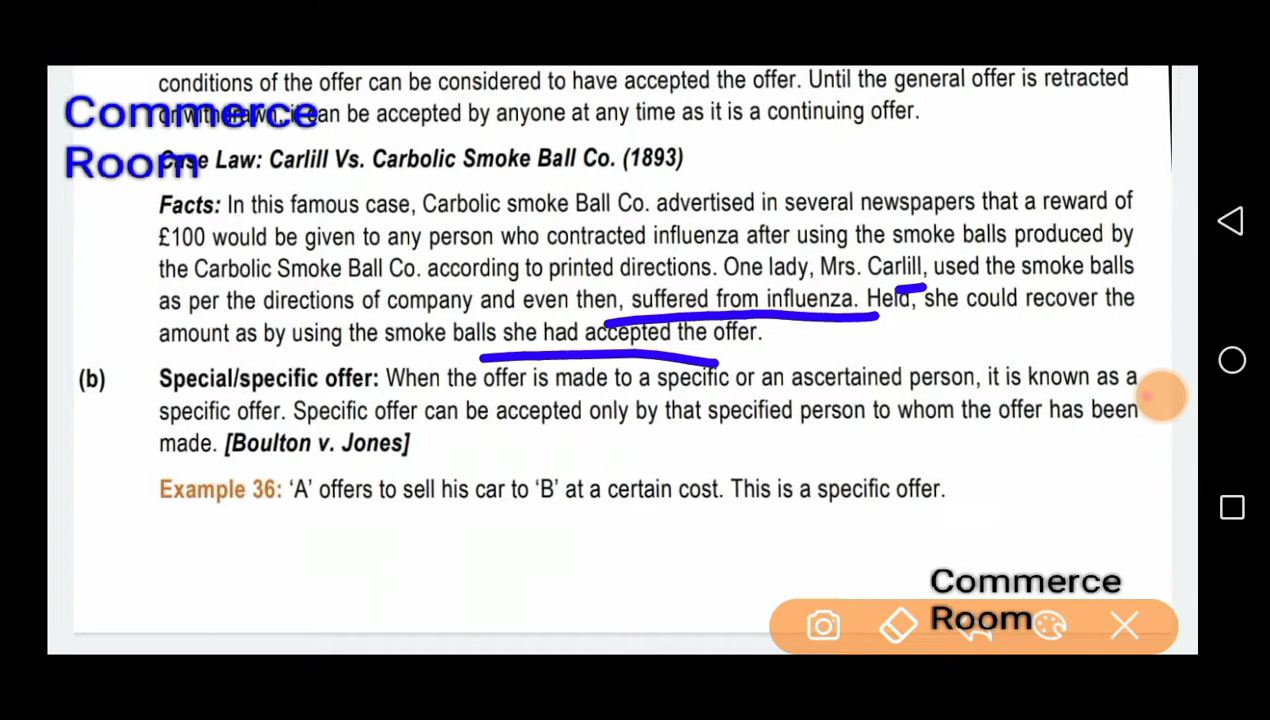 conditions of the offer can be considered to have accepted the offer. Until the general offer is retracted
Commerce
or withdrawn, it can be accepted by anyone at any time as it is a continuing offer.
Room
Case Law: Carlill Vs. Carbolic Smoke Ball Co. (1893)
Facts: In this famous case, Carbolic smoke Ball Co. advertised in several newspapers that a reward of
£100 would be given to any person who contracted influenza after using the smoke balls produced by
the Carbolic Smoke Ball Co. according to printed directions. One lady, Mrs. Carlill, used the smoke balls
as per the directions of company and even then, suffered from influenza. Held, she could recover the
amount as by using the smoke balls she had accepted the offer.
(b) Special/specific offer: When the offer is made to a specific or an ascertained person, it is known as a
specific offer. Specific offer can be accepted only by that specified person to whom the offer has been
made. [Boulton v. Jones]
Example 36: ‘A’ offers to sell his car to ‘B’ at a certain cost. This is a specific offer.
Commerce
Room